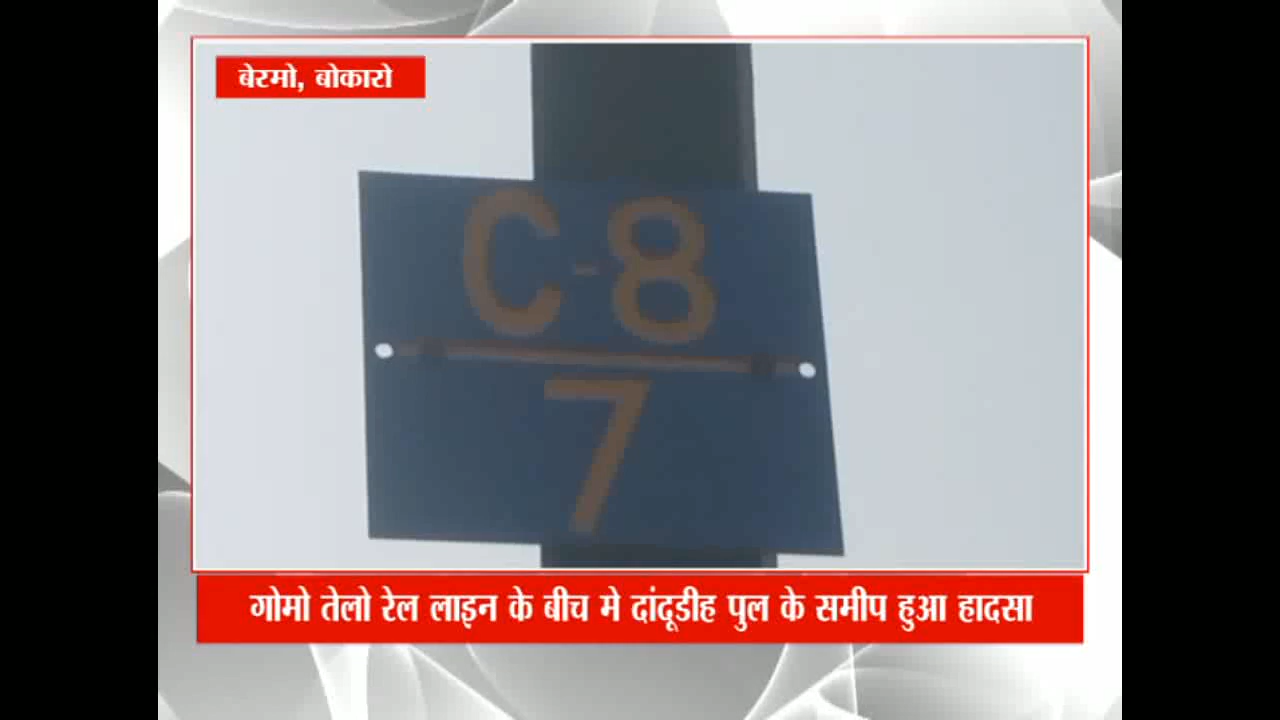 बेरमो, बोकारो
C-8
7
गोमो तेलो रेल लाइन के बीच मे दांदूडीह पुल के समीप हुआ हादसा